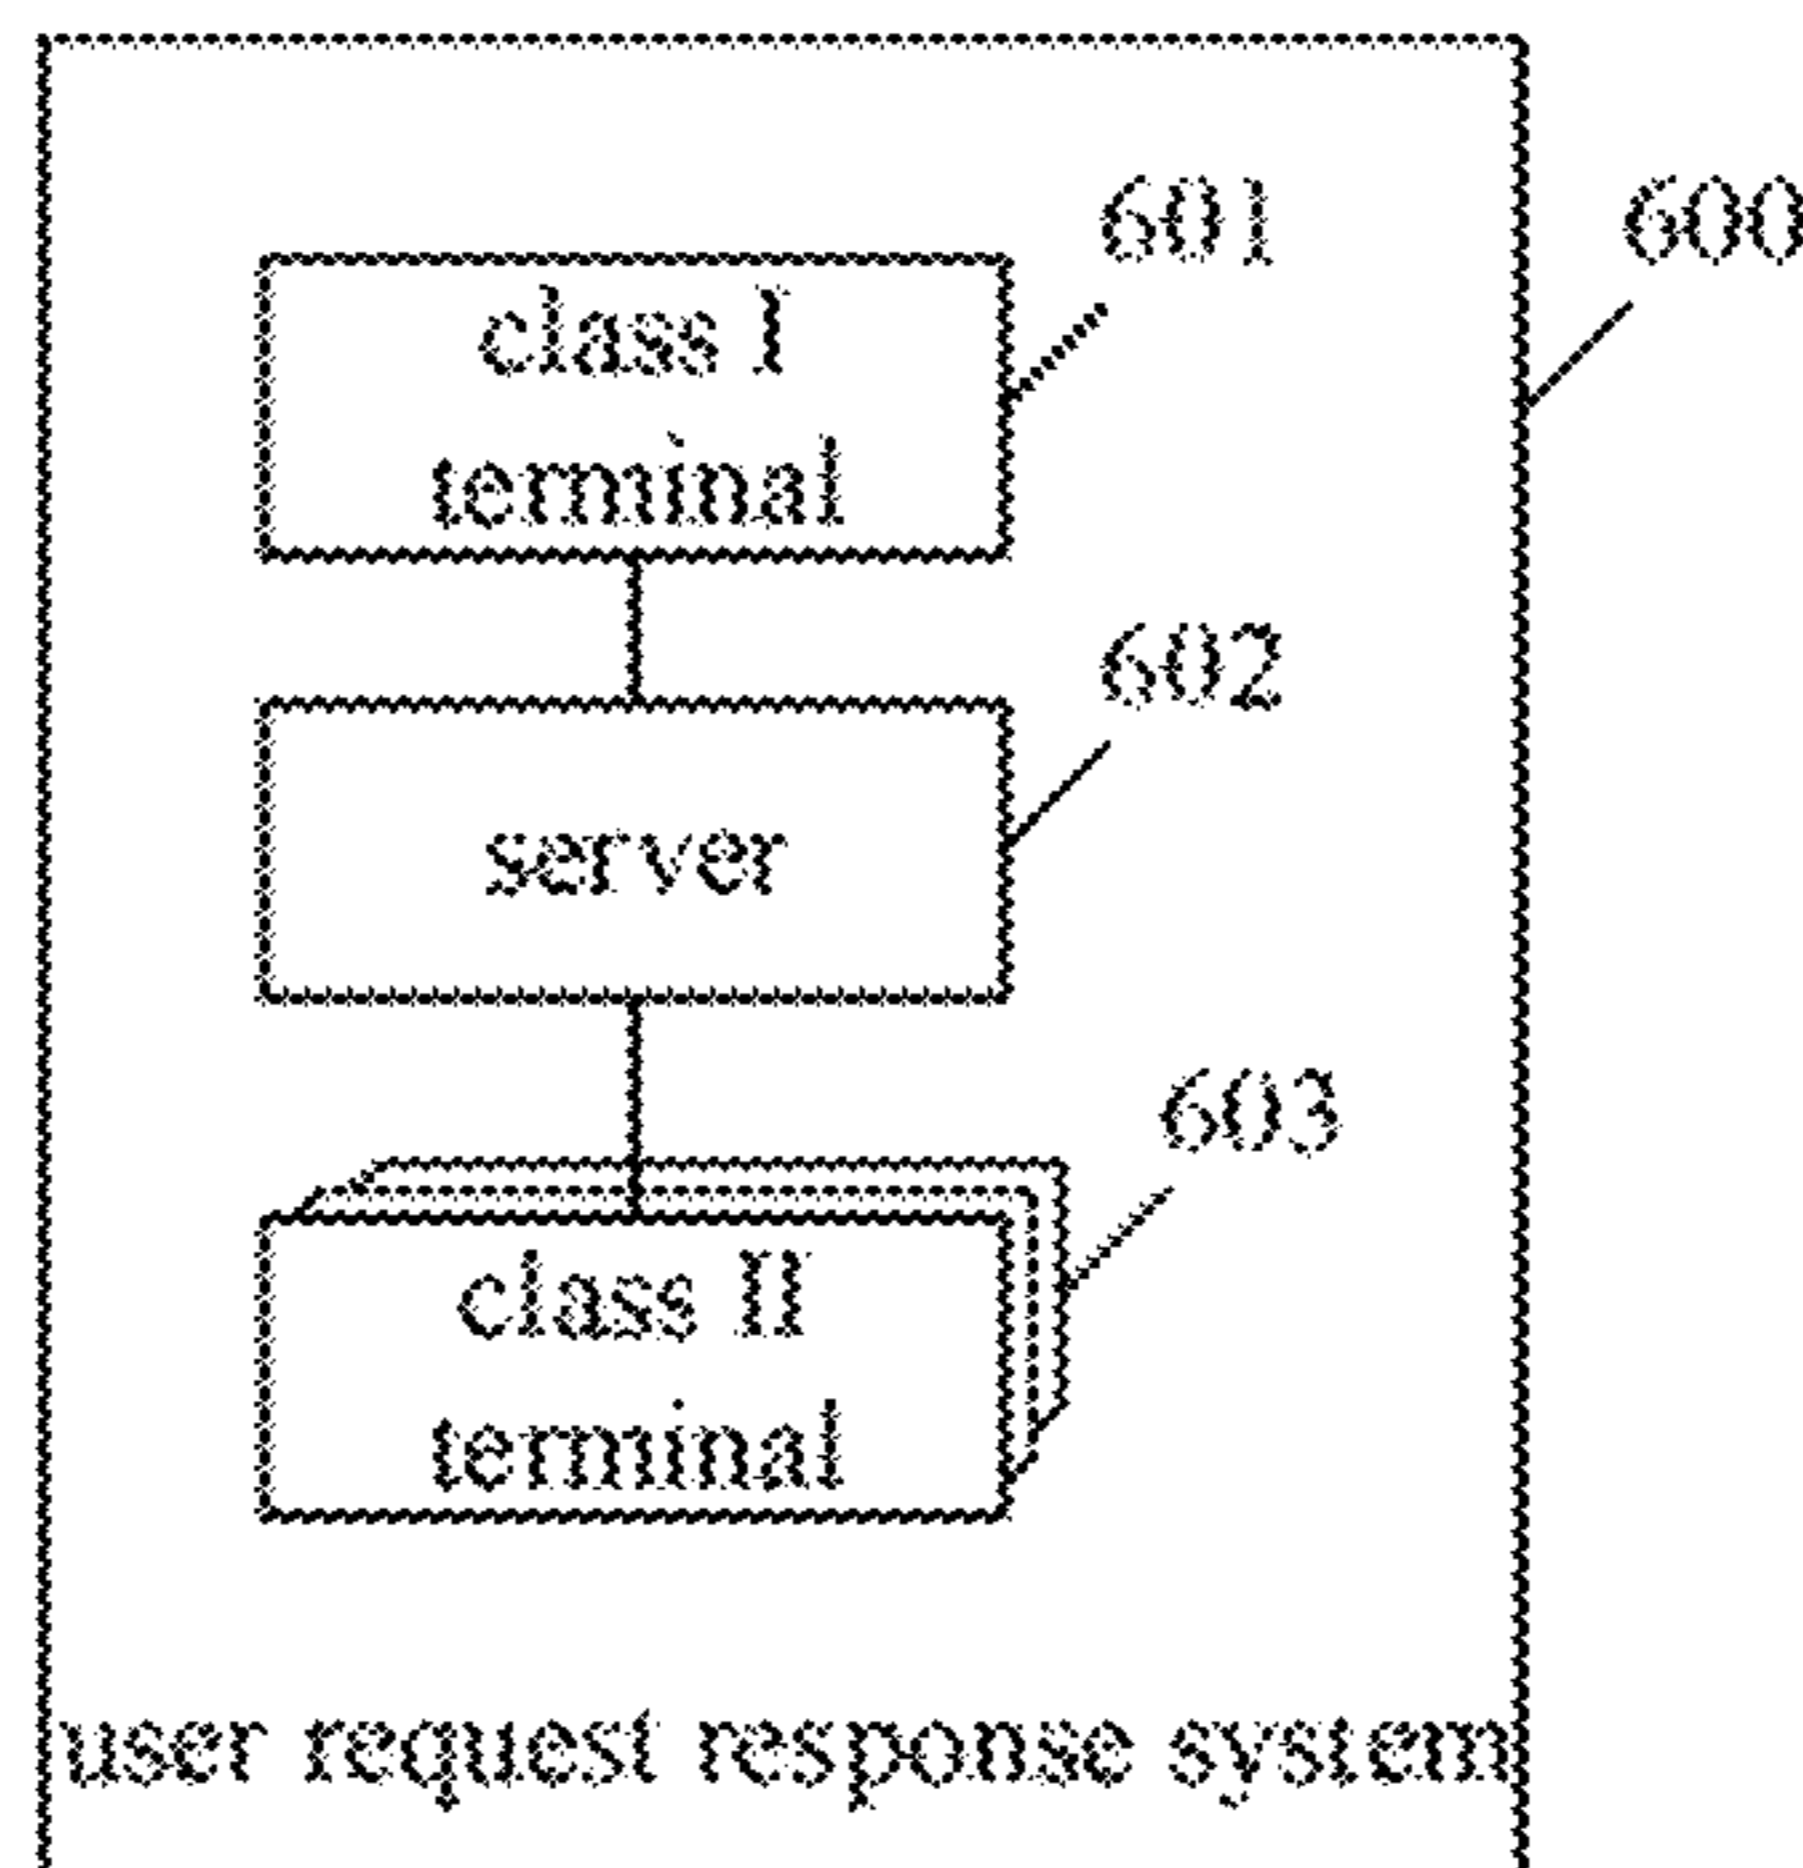 601
600
class I
terminal
602
server
603
class II
terminal
user request response system